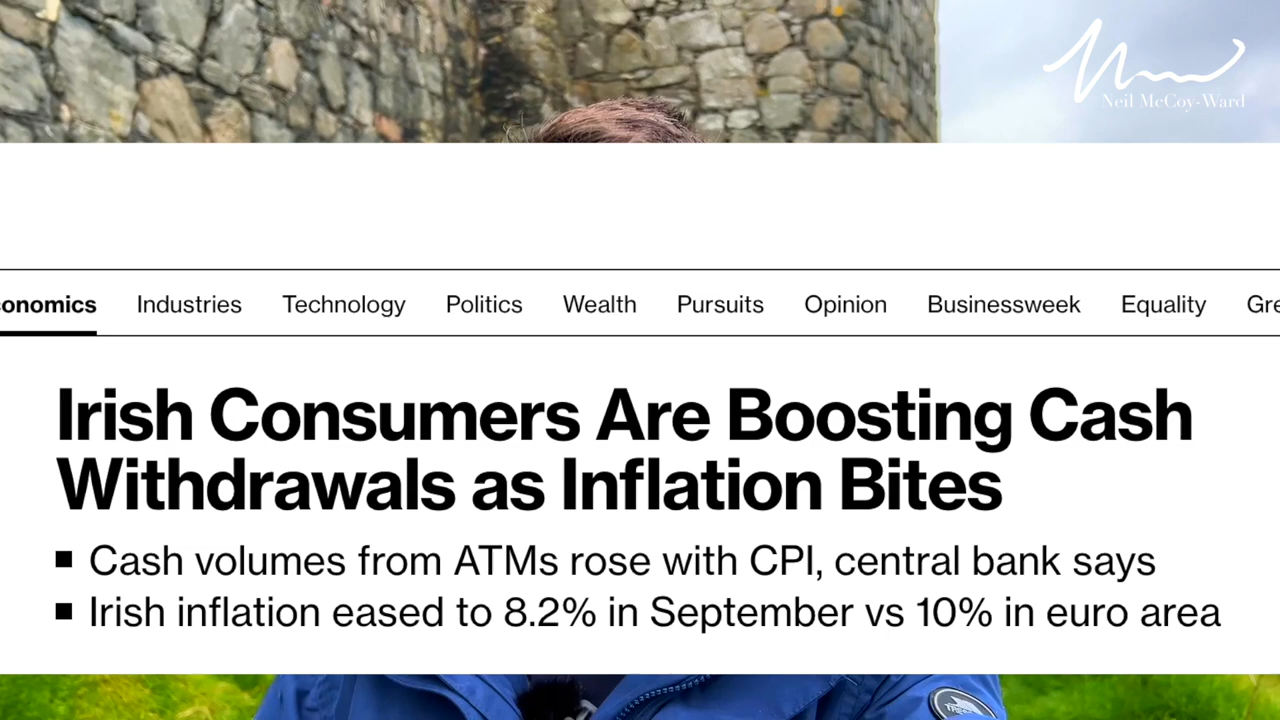 Neil McCoy-Ward
onomics Industries Technology Politics Wealth Pursuits Opinion Businessweek Equality Gre
Irish Consumers Are Boosting Cash
Withdrawals as Inflation Bites
■ Cash volumes from ATMs rose with CPI, central bank says
■ Irish inflation eased to 8.2% in September vs 10% in euro area